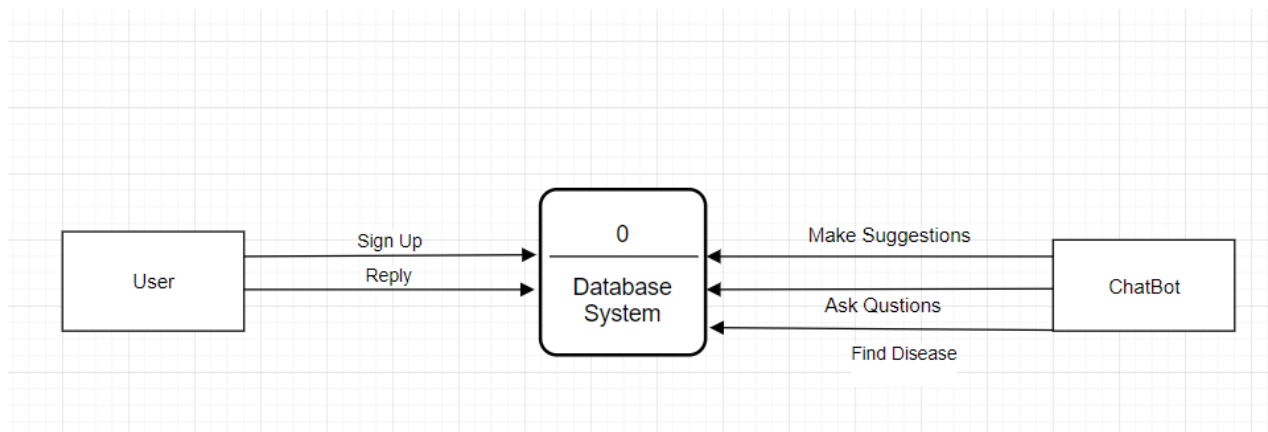 User
Sign Up
Reply
0
Database
System
Make Suggestions
Ask Qustions
Find Disease
ChatBot